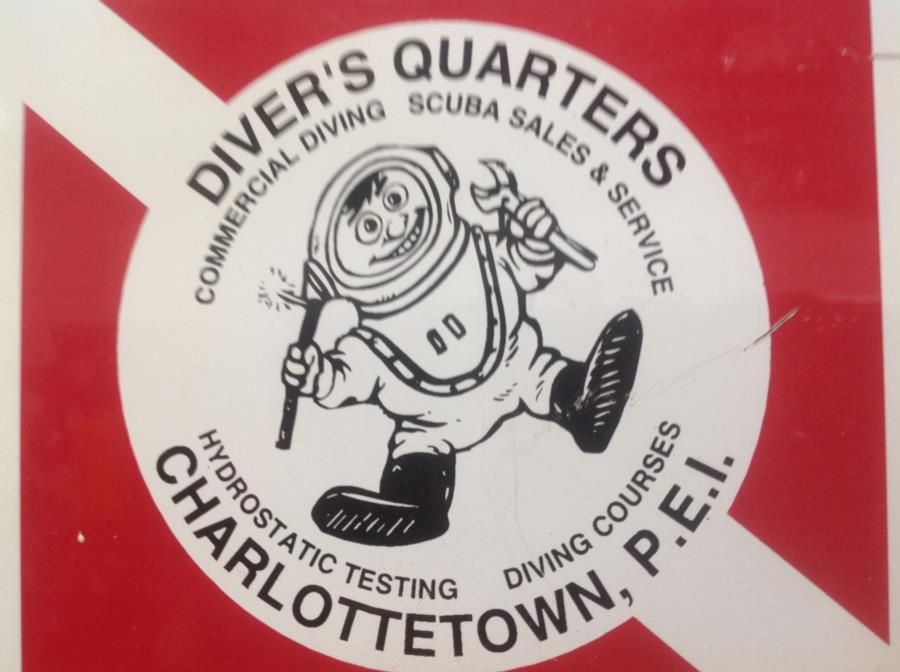 DIVER'S QUARTERS
COMMERCIAL DIVING SCUBA SALES & SERVICE
HYDROSTATIC TESTING DIVING COURSES
CHARLOTTETOWN, P.E.I.